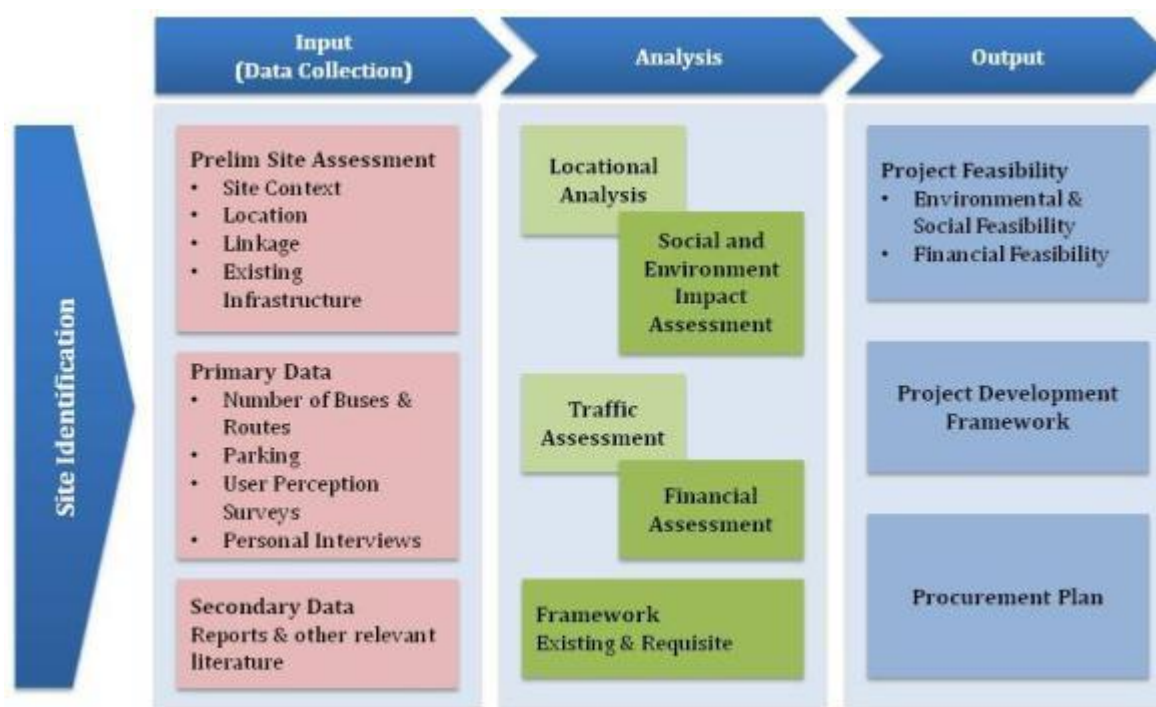 Input
(Data Collection)
Analysis
Output
Site Identification
Prelim Site Assessment
• Site Context
• Location
• Linkage
• Existing
Infrastructure
Primary Data
• Number of Buses &
Routes
• Parking
• User Perception
Surveys
• Personal Interviews
Secondary Data
Reports & other relevant
literature
Locational
Analysis
Social and
Environment
Impact
Assessment
Traffic
Assessment
Financial
Assessment
Framework
Existing & Requisite
Project Feasibility
• Environmental &
Social Feasibility
• Financial Feasibility
Project Development
Framework
Procurement Plan